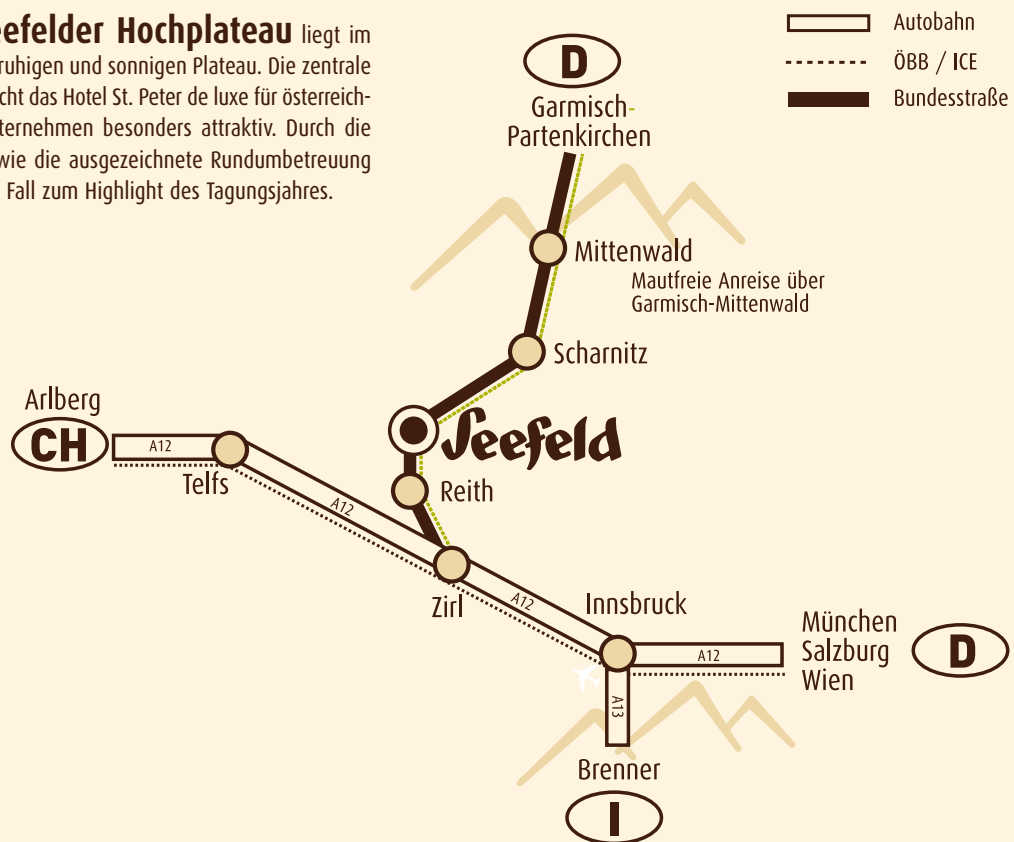 eefelder Hochplateau liegt im
ruhigen und sonnigen Plateau. Die zentrale
cht das Hotel St. Peter de luxe für österreich-
ternehmen besonders attraktiv. Durch die
wie die ausgezeichnete Rundumbetreuung
Fall zum Highlight des Tagungsjahres.
Autobahn
ÖBB / ICE
Bundesstraße
D
Garmisch-
Partenkirchen
Mittenwald
Mautfreie Anreise über
Garmisch-Mittenwald
Scharnitz
Arlberg
CH
A12
Telfs
Seefeld
Reith
A12
Zirl
A12
Innsbruck
A12
München
Salzburg
Wien
D
A13
Brenner
I